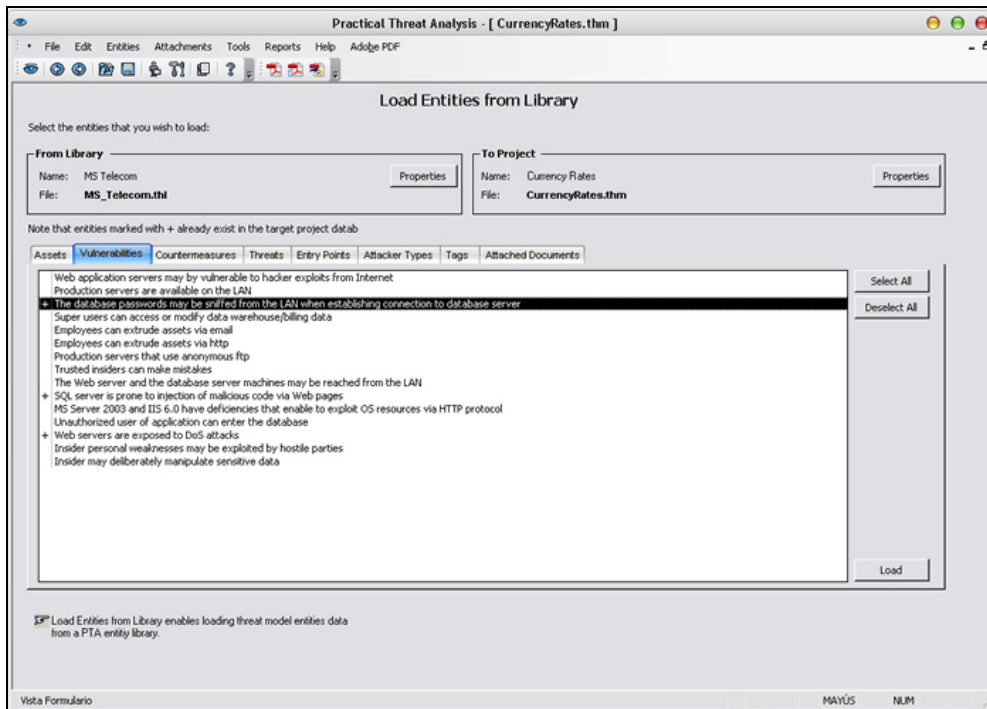 Practical Threat Analysis - [ CurrencyRates.thm ]
File Edit Entities Attachments Tools Reports Help Adobe PDF
Load Entities from Library
Select the entities that you wish to load:
From Library
To Project
Name: MS Telecom
Properties
Name: Currency Rates
Properties
File: MS_Telecom.thl
File: CurrencyRates.thm
Note that entities marked with + already exist in the target project datab
Assets Vulnerabilities Countermeasures Threats Entry Points Attacker Types Tags Attached Documents
Web application servers may by vulnerable to hacker exploits from Internet
Production servers are available on the LAN
+ The database passwords may be sniffed from the LAN when establishing connection to database server
Super users can access or modify data warehouse/billing data
Employees can extrude assets via email
Employees can extrude assets via http
Production servers that use anonymous ftp
Trusted insiders can make mistakes
The Web server and the database server machines may be reached from the LAN
+ SQL server is prone to injection of malicious code via Web pages
MS Server 2003 and IIS 6.0 have deficiencies that enable to exploit OS resources via HTTP protocol
Unauthorized user of application can enter the database
+ Web servers are exposed to DoS attacks
Insider personal weaknesses may be exploited by hostile parties
Insider may deliberately manipulate sensitive data
Select All
Deselect All
Load
Load Entities from Library enables loading threat model entities data
from a PTA entitiy library.
Vista Formulario MAYÚS NUM